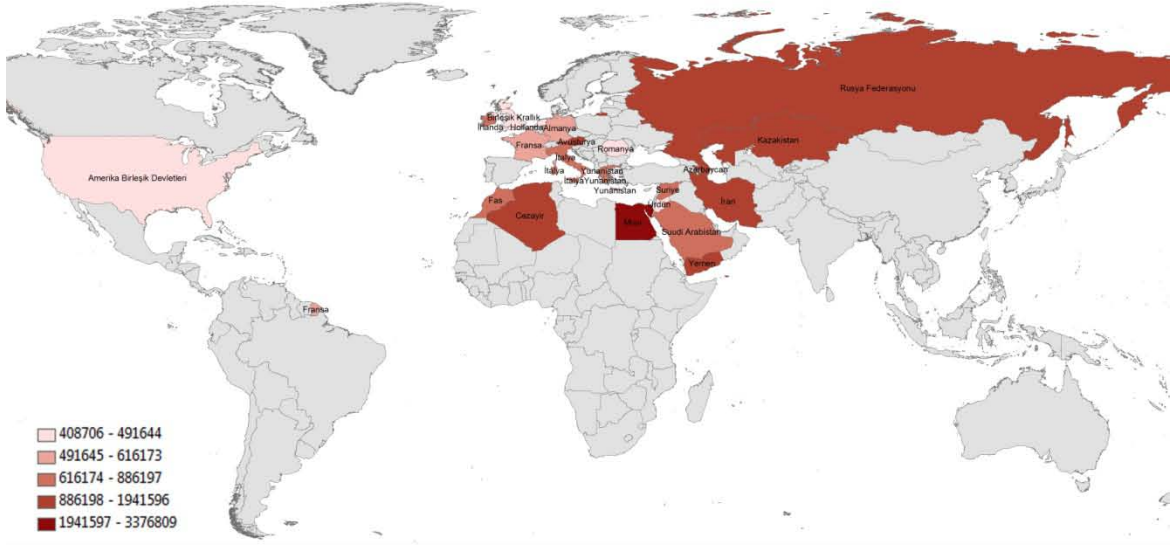 Rusya Federasyonu
Birleşik Krallık
İrlanda
Hollanda
Almanya
Kazakistan
Avusturya
Fransa
Romanya
İtalya
Azerbaycan
Amerika Birleşik Devletleri
İtalya
Yunanistan
İtalya
Yunanistan
Yunanistan
Suriye
Fas
Ürdün
İran
Cezayir
Mısır
Suudi Arabistan
Yemen
Fransa
408706 - 491644
491645 - 616173
616174 - 886197
886198 - 1941596
1941597 - 3376809